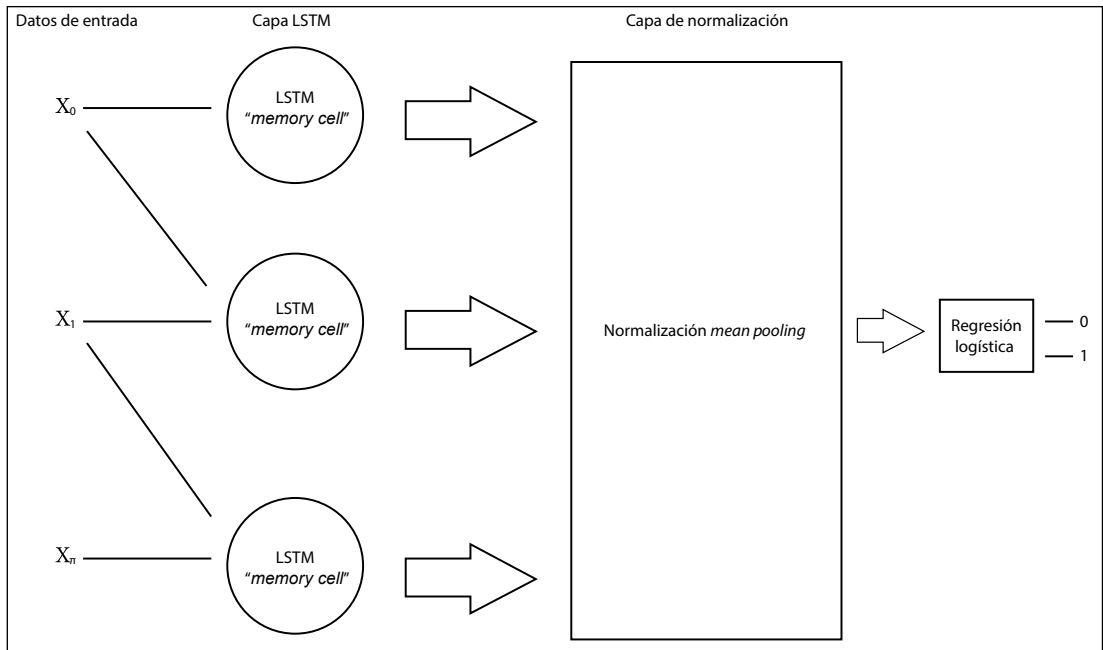 Datos de entrada
Capa LSTM
Capa de normalización
X₀
LSTM
“memory cell”
X₁
LSTM
“memory cell”
Normalización mean pooling
Regresión
logística
0
1
Xₙ
LSTM
“memory cell”